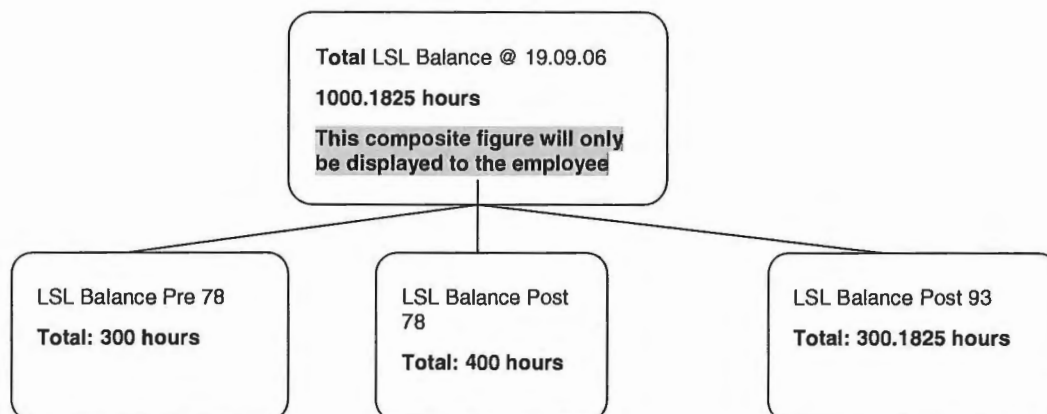 Total LSL Balance @ 19.09.06
1000.1825 hours
This composite figure will only
be displayed to the employee
LSL Balance Pre 78
Total: 300 hours
LSL Balance Post
78
Total: 400 hours
LSL Balance Post 93
Total: 300.1825 hours